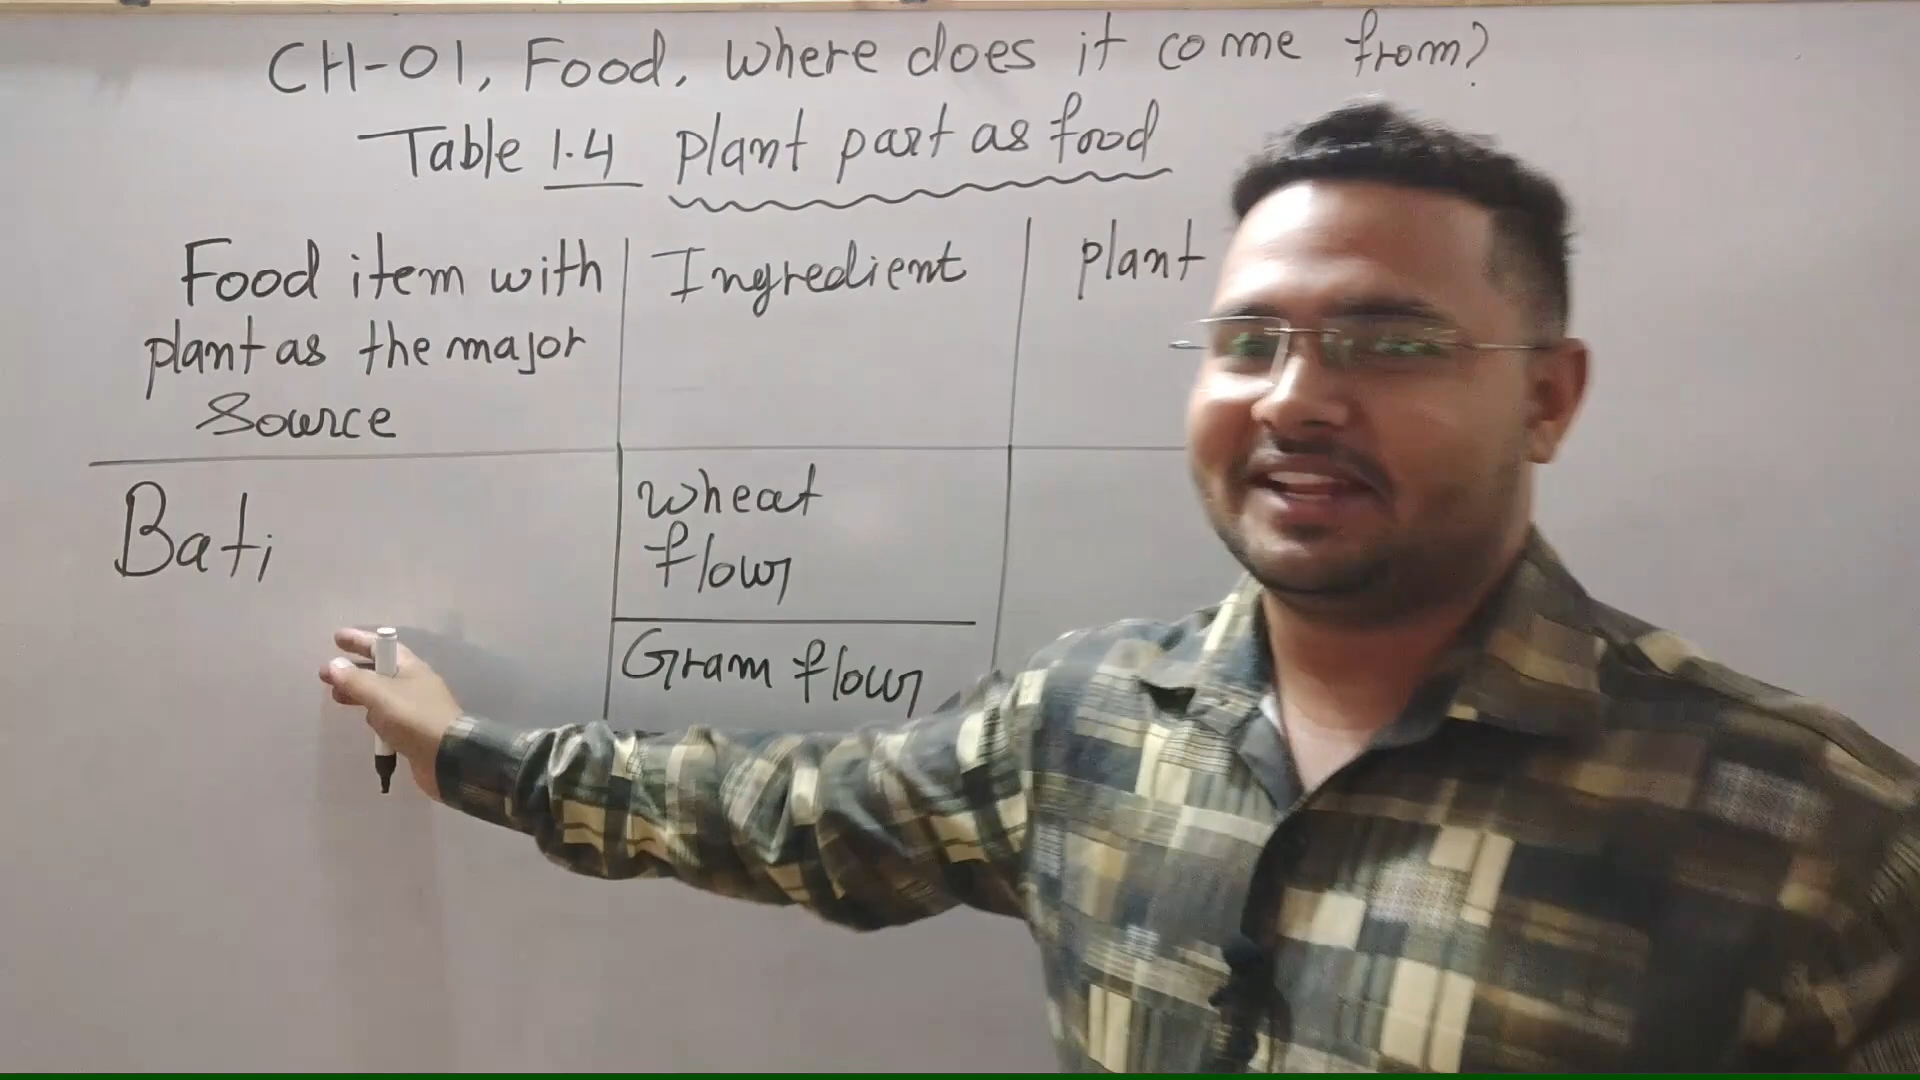 CH-01, Food, Where does it come from?
Table 1.4 plant part as food
Food item with
plant as the major
Source
Ingredient
plant
Bati
wheat
flour
Gram flour